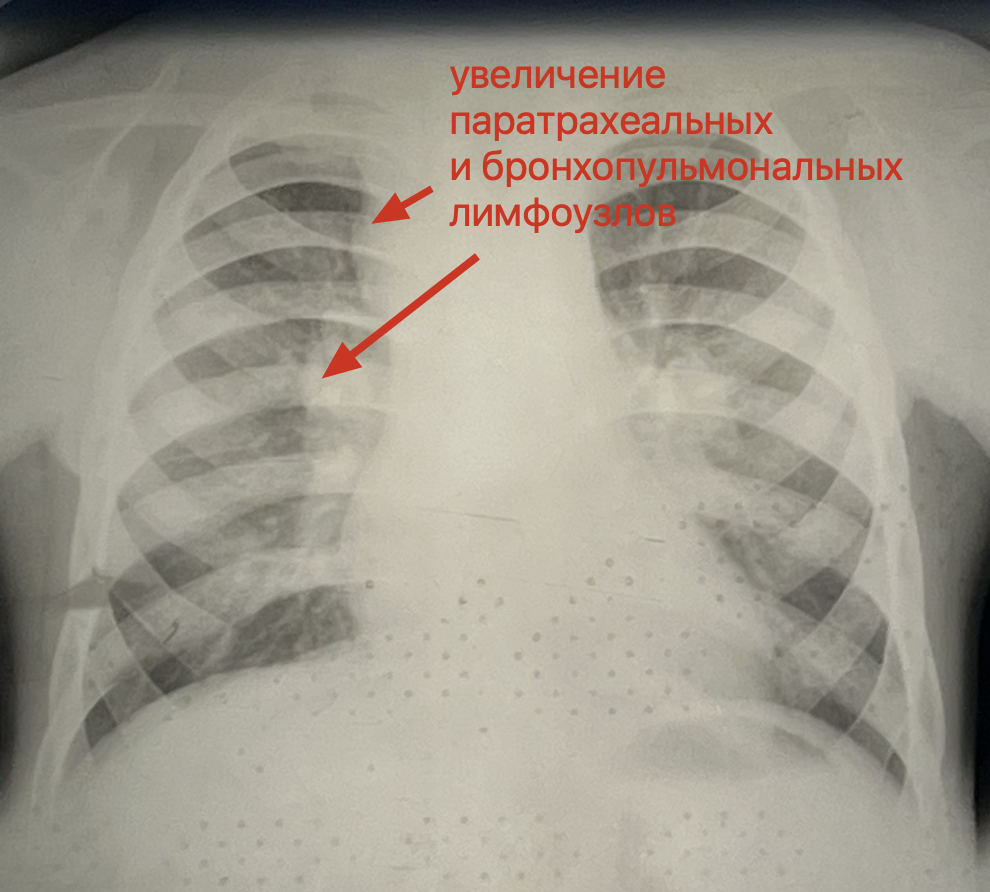 увеличение
паратрахеальных
и бронхопульмональных
лимфоузлов